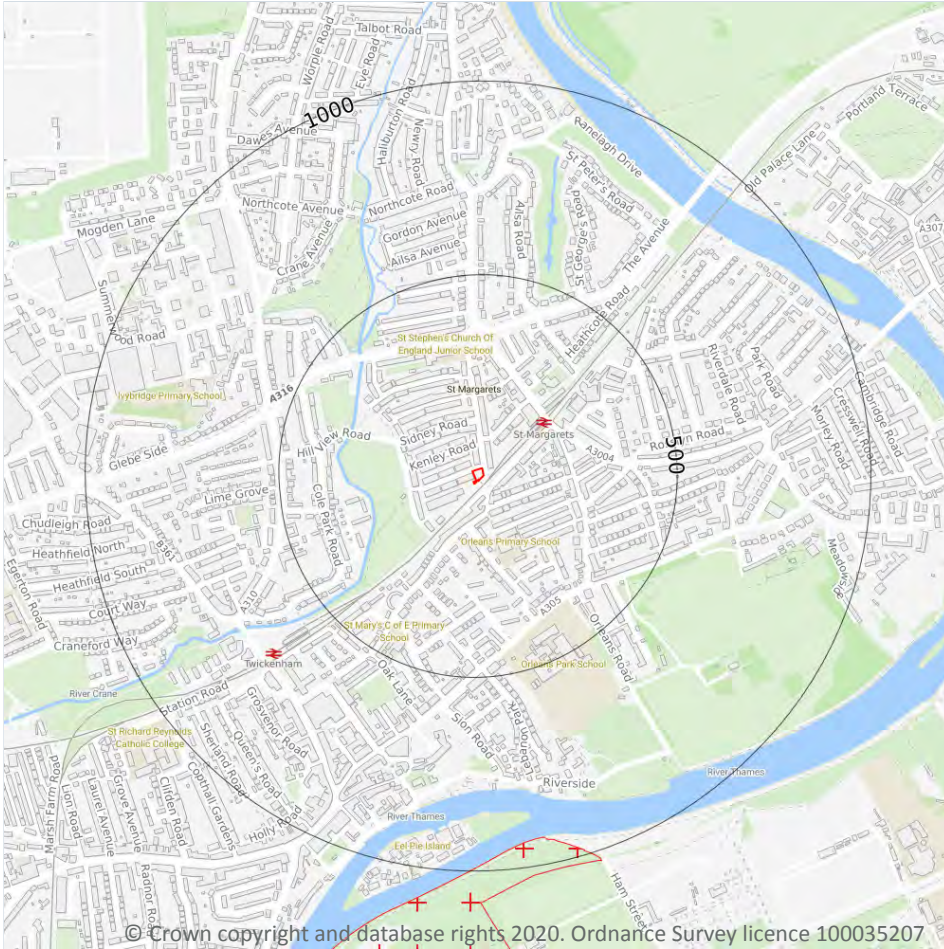 Talbot Road
Worple Road
Eve Road
1000
Haliburton Road
Dawes Avenue
Newry Road
Ranelagh Drive
Portland Terrace
St Peter's Road
Old Palace Lane
Northcote Road
Northcote Avenue
Mogden Lane
Gordon Avenue
Ailsa Road
St George's Road
The Avenue
A307
Ailsa Avenue
Crane Avenue
Summerwood Road
Heathcote Road
St Stephen's Church Of
England Junior School
Park Road
Riverdale Road
Cambridge Road
Cresswell Road
Morley Road
Ivybridge Primary School
A316
St Margarets
St Margarets
Sidney Road
Hill View Road
Kenley Road
A3004
500
Glebe Side
Lime Grove
Cole Park Road
Chudleigh Road
Heathfield North
B361
Orleans Primary School
Meadowside
Heathfield South
Egerton Road
A310
Court Way
A305
Craneford Way
St Mary's C of E Primary
School
Orleans Road
Twickenham
Oak Lane
Orleans Park School
River Crane
Station Road
Grosvenor Road
Sion Road
Lebanon Park
St Richard Reynolds
Catholic College
Queen's Road
Sherland Road
Copthall Gardens
Clifden Road
Grove Avenue
Laurel Avenue
Lion Road
Marsh Farm Road
Holly Road
Riverside
River Thames
River Thames
Eel Pie Island
Radnor Road
Ham Street
© Crown copyright and database rights 2020. Ordnance Survey licence 100035207